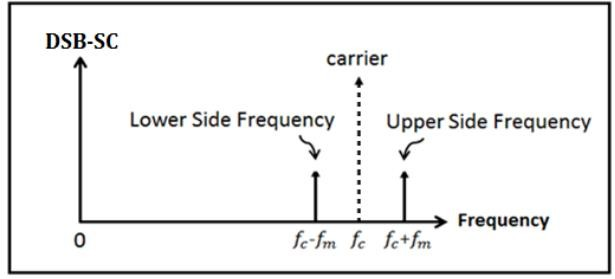 DSB-SC
carrier
Lower Side Frequency
Upper Side Frequency
Frequency
0
fc-fm
fc
fc+fm